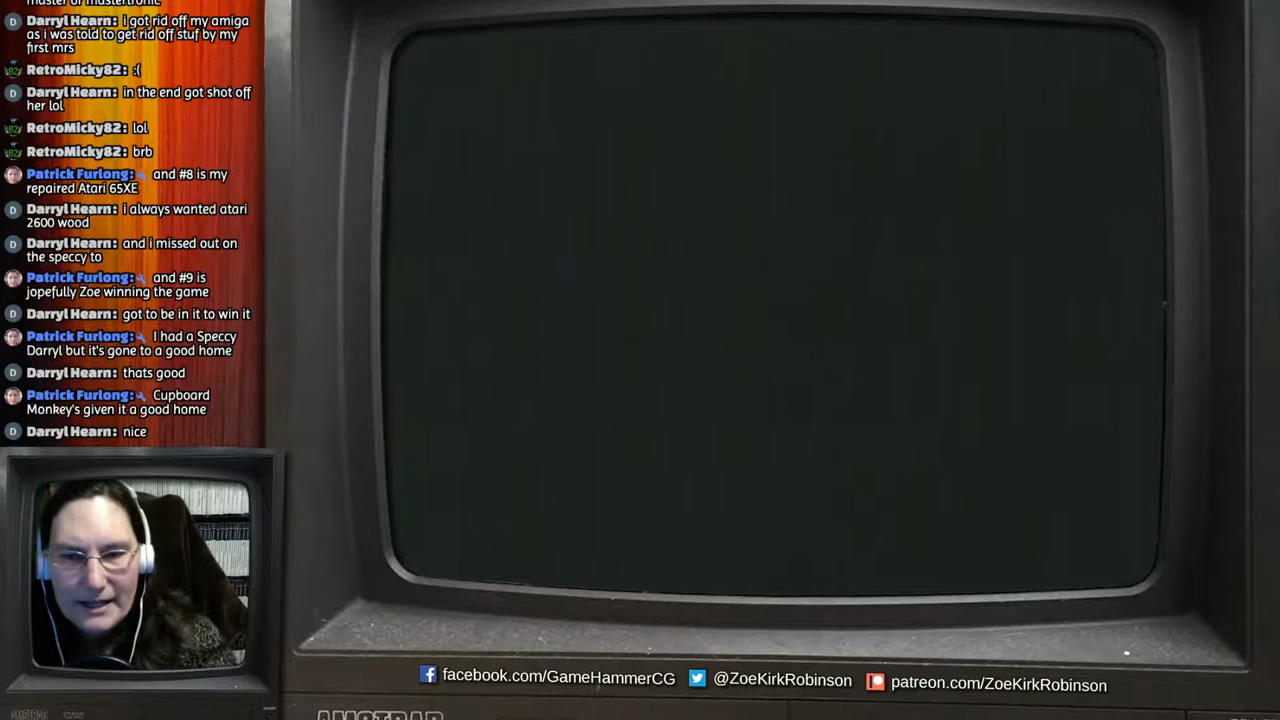 master of mastertronic
Darryl Hearn: i got rid off my amiga
as i was told to get rid off stuf by my
first mrs
RetroMicky82: :(
Darryl Hearn: in the end got shot off
her lol
RetroMicky82: lol
RetroMicky82: brb
Patrick Furlong: and #8 is my
repaired Atari 65XE
Darryl Hearn: i always wanted atari
2600 wood
Darryl Hearn: and i missed out on
the speccy to
Patrick Furlong: and #9 is
jopefully Zoe winning the game
Darryl Hearn: got to be in it to win it
Patrick Furlong: I had a Speccy
Darryl but it's gone to a good home
Darryl Hearn: thats good
Patrick Furlong: Cupboard
Monkey's given it a good home
Darryl Hearn: nice
facebook.com/GameHammerCG @ZoeKirkRobinson patreon.com/ZoeKirkRobinson
AMSTRAD